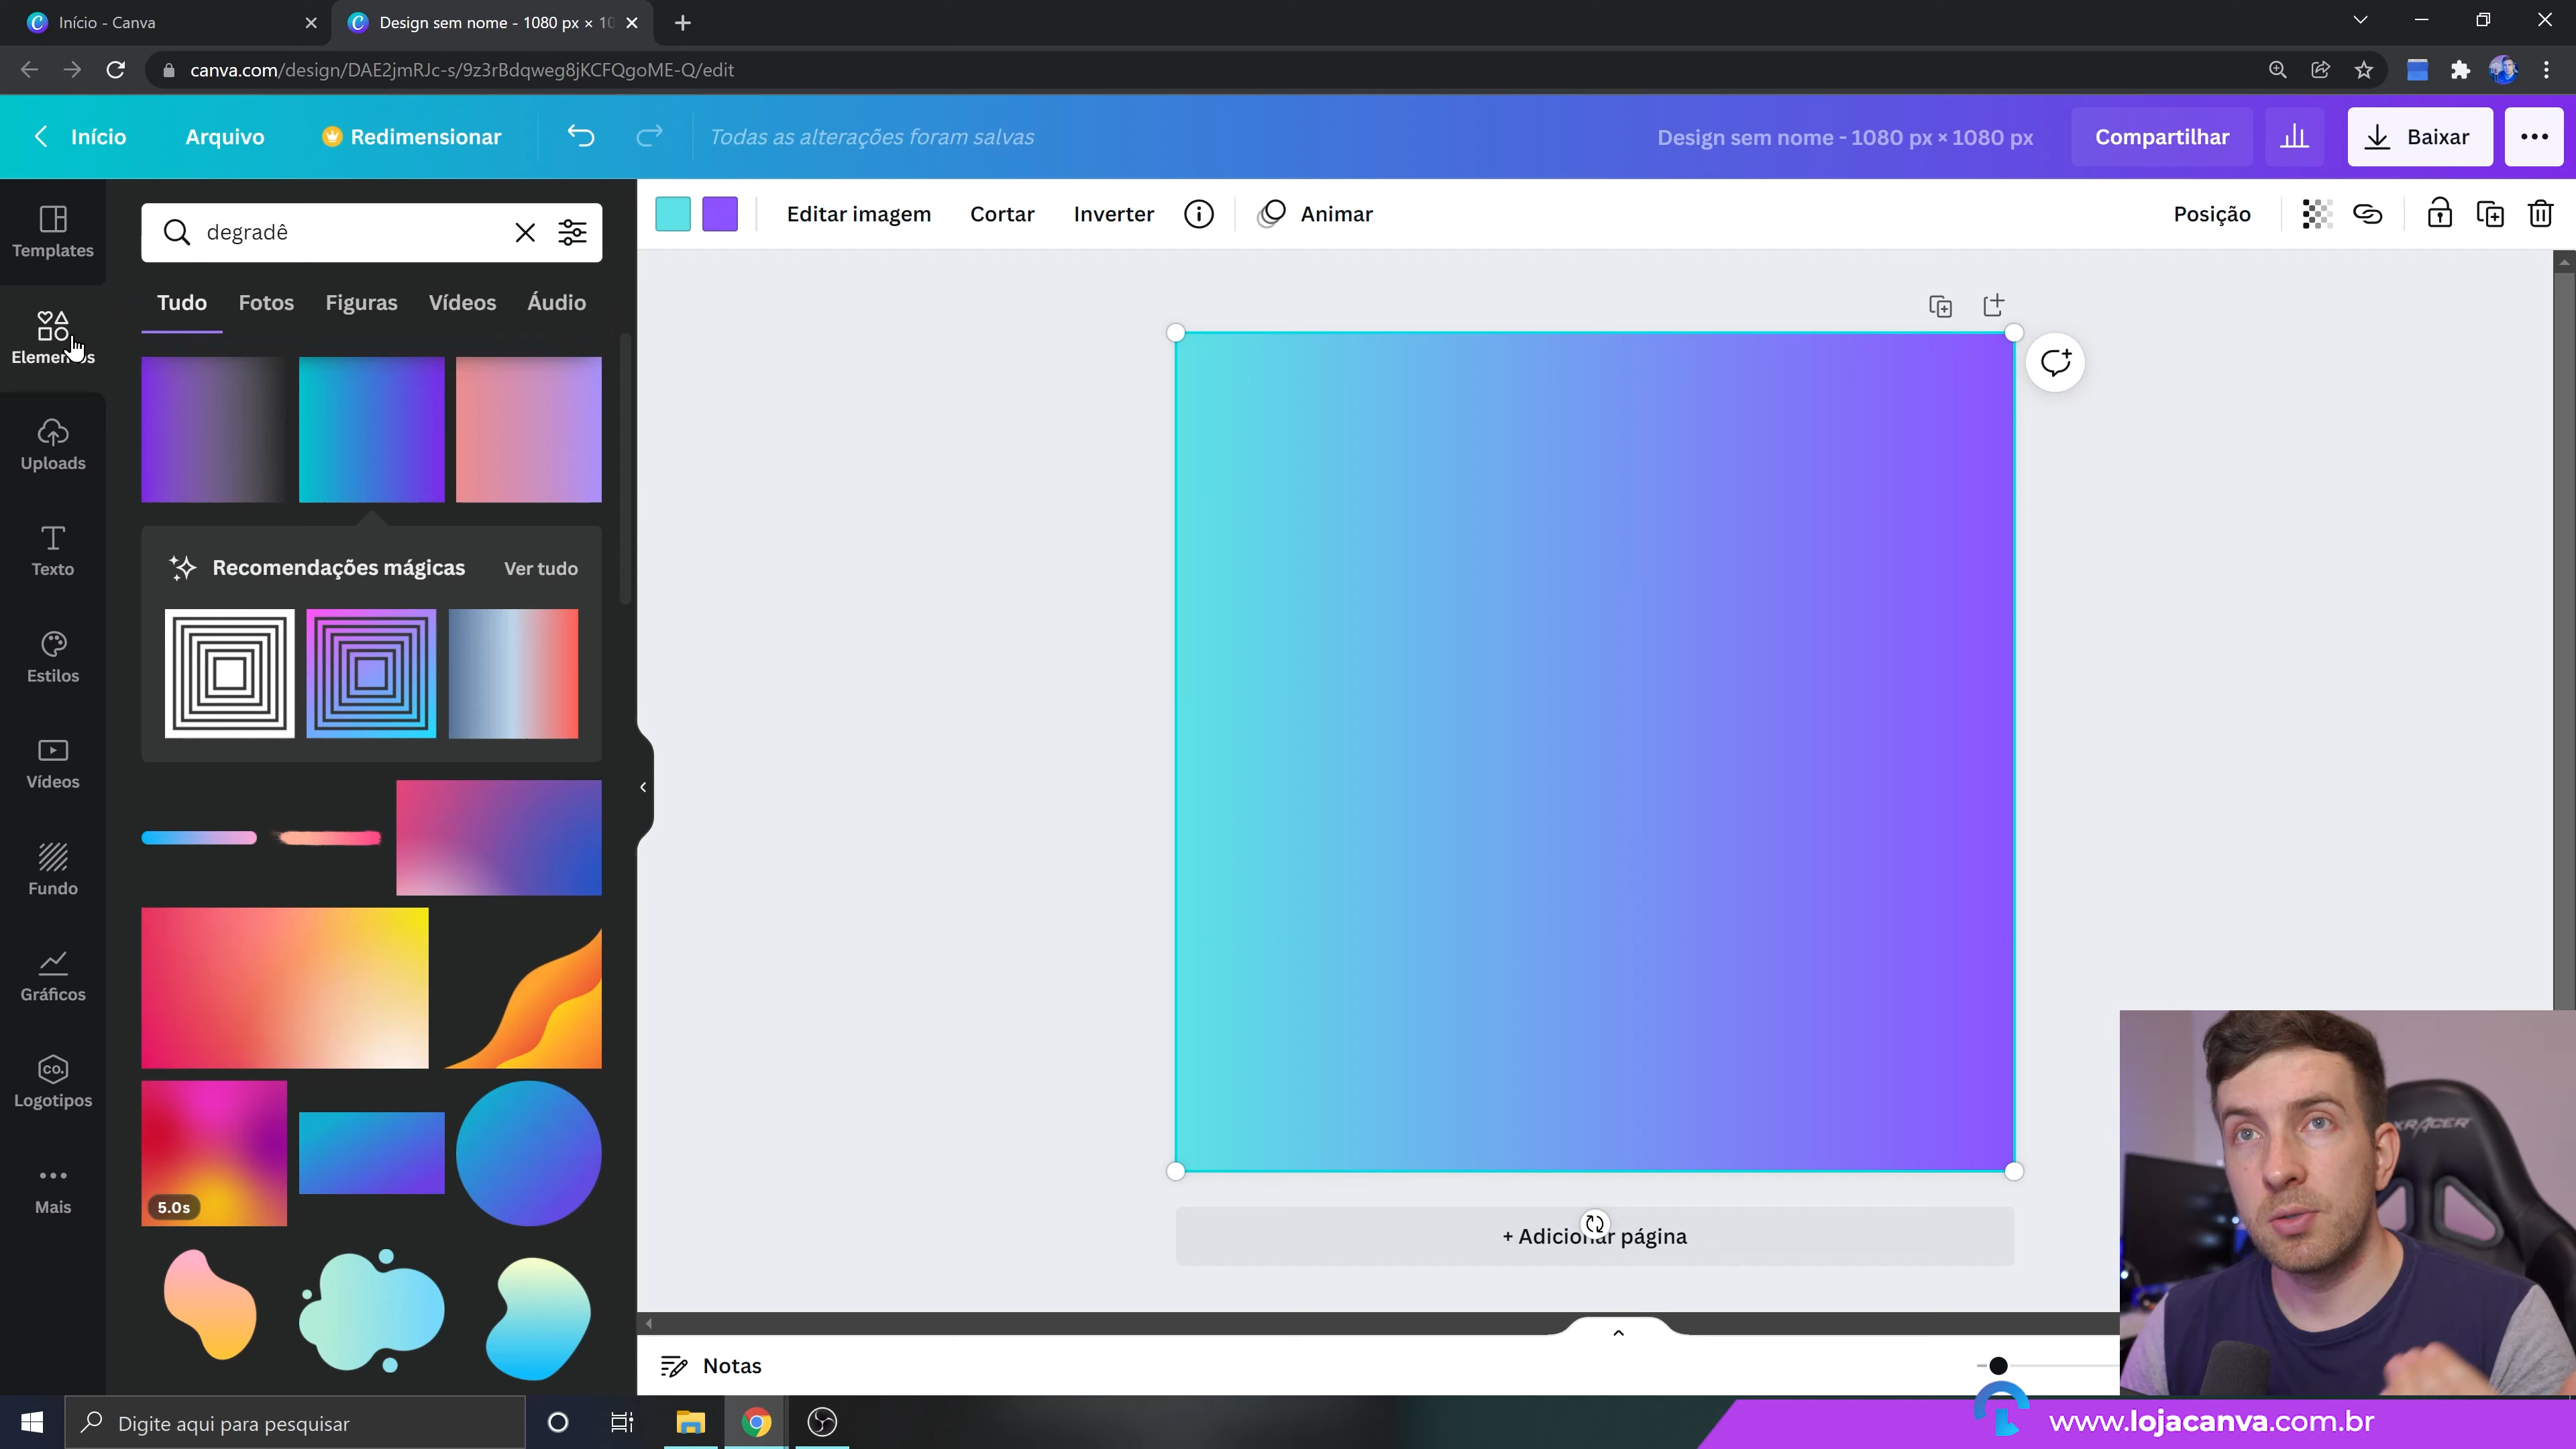 Início - Canva
Design sem nome - 1080 px × 10
canva.com/design/DAE2jmRJc-s/9z3rBdqweg8jKCFQgoME-Q/edit
Início
Arquivo
Redimensionar
Todas as alterações foram salvas
Design sem nome - 1080 px × 1080 px
Compartilhar
Baixar
Templates
Elementos
Uploads
Texto
Estilos
Vídeos
Fundo
Gráficos
CO.
Logotipos
Mais
degradê
Tudo
Fotos
Figuras
Vídeos
Áudio
Recomendações mágicas
Ver tudo
5.0s
Editar imagem
Cortar
Inverter
Animar
Posição
+ Adicionar página
Notas
Digite aqui para pesquisar
www.lojacanva.com.br